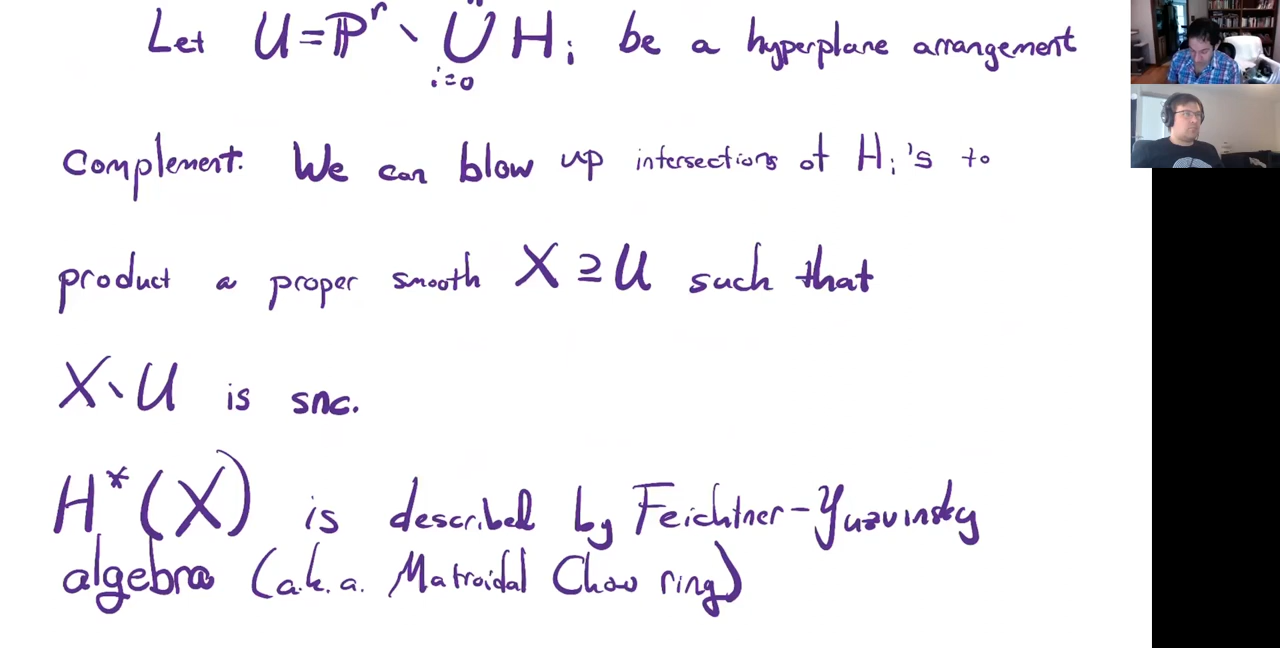 Let U = ℙ^r \ ⋃_{i=0} H_i be a hyperplane arrangement
Complement. We can blow up intersections of H_i's to
product a proper smooth X ⊇ U such that
X \ U is snc.
H*(X) is described by Feichtner-Yuzvinsky
algebra (a.k.a. Matroidal Chow ring)